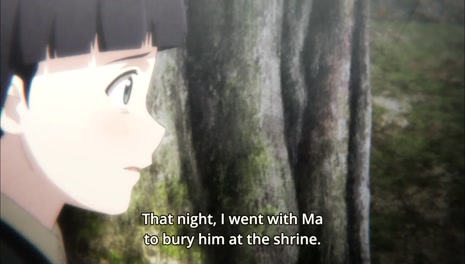 That night, I went with Ma
to bury him at the shrine.